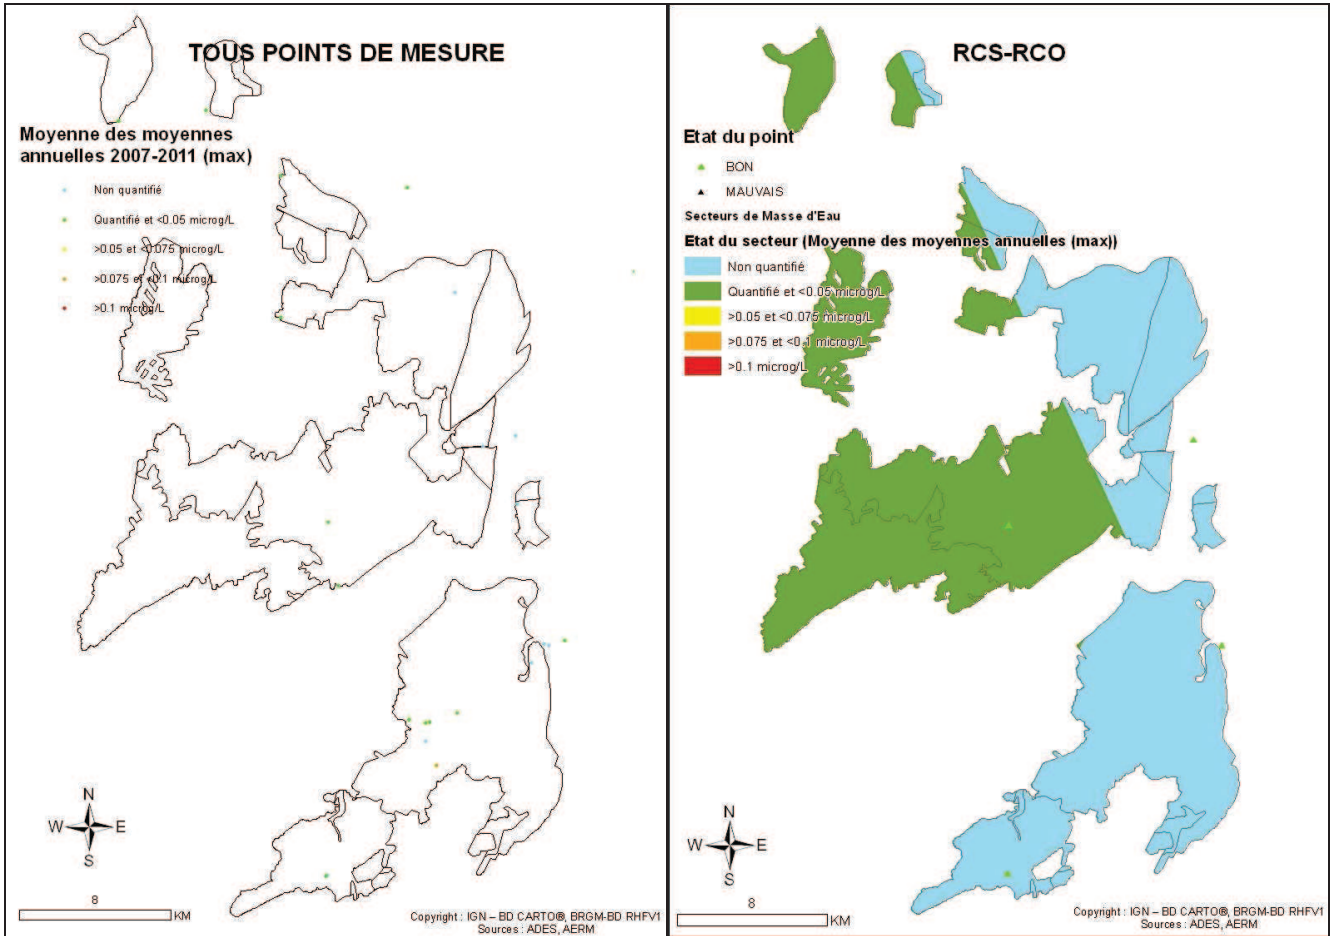 TOUS POINTS DE MESURE
Moyenne des moyennes
annuelles 2007-2011 (max)
Non quantifié
Quantifié et <0.05 microg/L
>0.05 et <0.075 microg/L
>0.075 et <0.1 microg/L
>0.1 microg/L
N
W E
S
8
KM
Copyright : IGN – BD CARTO®, BRGM-BD RHFV1
Sources : ADES, AERM
RCS-RCO
Etat du point
BON
MAUVAIS
Secteurs de Masse d'Eau
Etat du secteur (Moyenne des moyennes annuelles (max))
Non quantifié
Quantifié et <0.05 microg/L
>0.05 et <0.075 microg/L
>0.075 et <0.1 microg/L
>0.1 microg/L
N
W E
S
8
KM
Copyright : IGN – BD CARTO®, BRGM-BD RHFV1
Sources : ADES, AERM